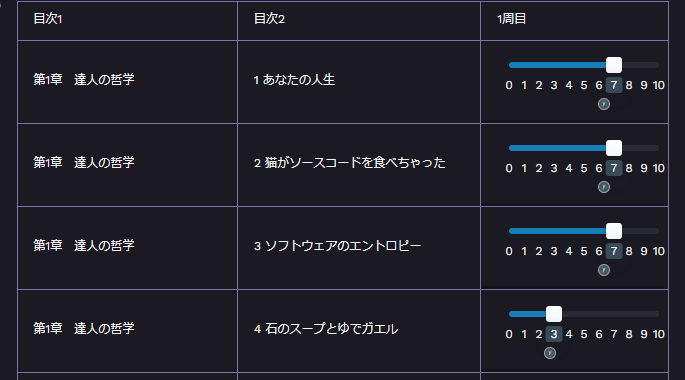 目次1 目次2 1周目
第1章　達人の哲学 1 あなたの人生 0 1 2 3 4 5 6 7 8 9 10
第1章　達人の哲学 2 猫がソースコードを食べちゃった 0 1 2 3 4 5 6 7 8 9 10
第1章　達人の哲学 3 ソフトウェアのエントロピー 0 1 2 3 4 5 6 7 8 9 10
第1章　達人の哲学 4 石のスープとゆでガエル 0 1 2 3 4 5 6 7 8 9 10